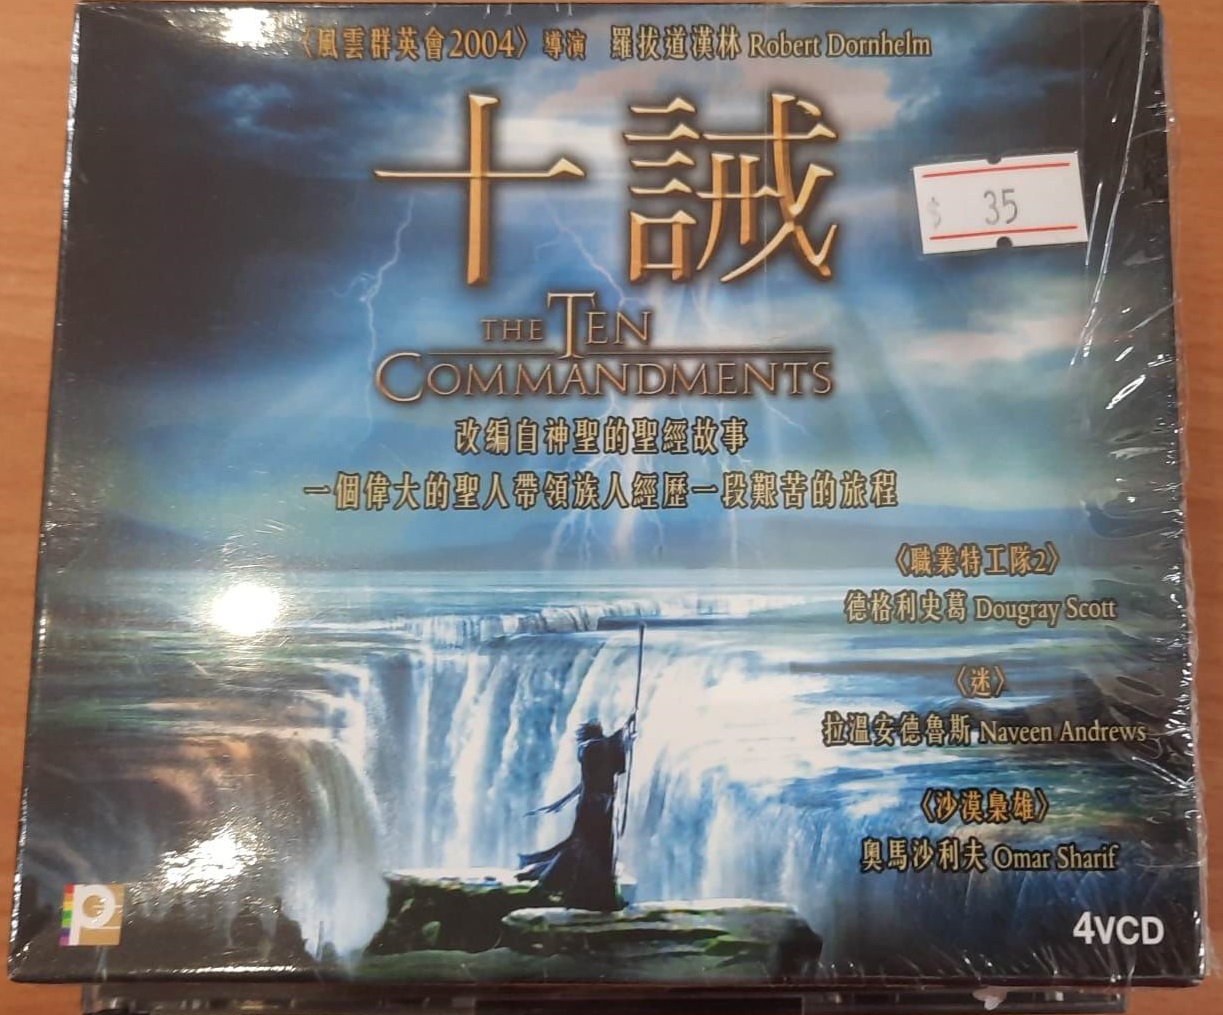 〈風雲群英會2004〉導演 羅拔道漢林 Robert Dornhelm
十誡
$ 35
THE TEN
COMMANDMENTS
改編自神聖的聖經故事
一個偉大的聖人帶領族人經歷一段艱苦的旅程
〈職業特工隊2〉
德格利史葛 Dougray Scott
〈迷〉
拉溫安德魯斯 Naveen Andrews
〈沙漠梟雄〉
奧馬沙利夫 Omar Sharif
4VCD